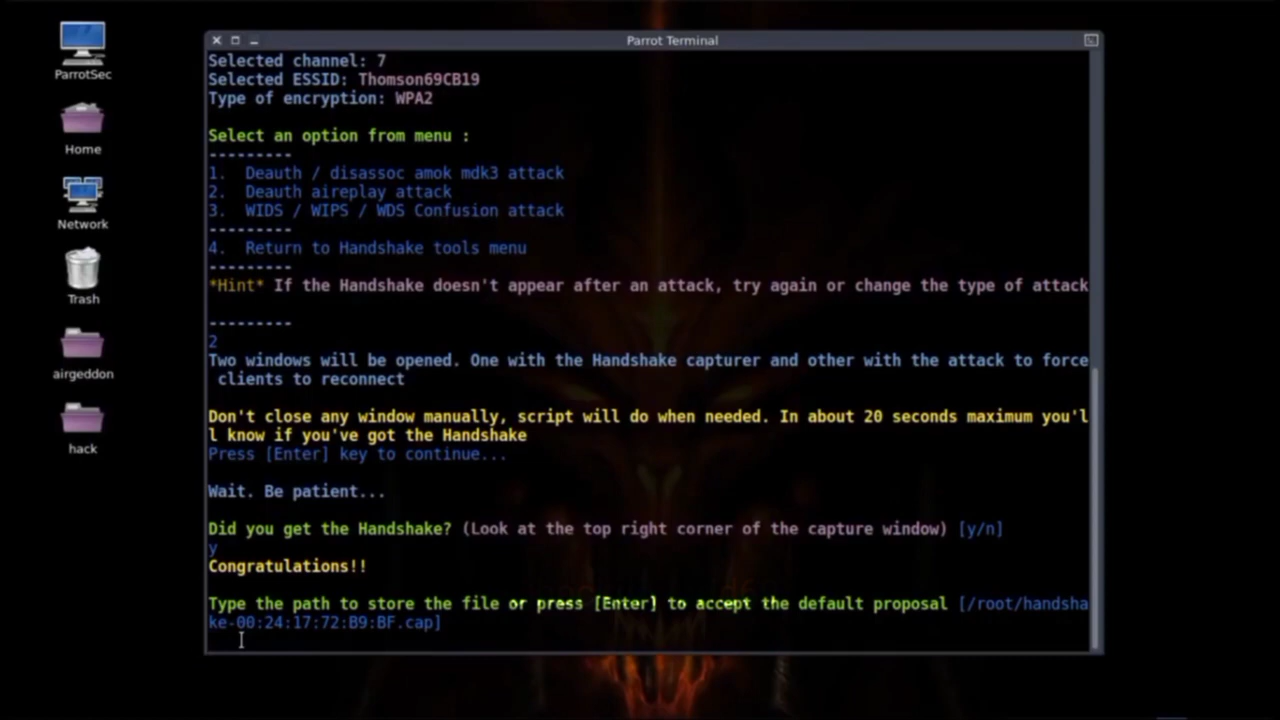 Parrot Terminal
ParrotSec
Home
Network
Trash
airgeddon
hack
Selected channel: 7
Selected ESSID: Thomson69CB19
Type of encryption: WPA2
Select an option from menu :
---------
1.  Deauth / disassoc amok mdk3 attack
2.  Deauth aireplay attack
3.  WIDS / WIPS / WDS Confusion attack
---------
4.  Return to Handshake tools menu
---------
*Hint* If the Handshake doesn't appear after an attack, try again or change the type of attack
---------
2
Two windows will be opened. One with the Handshake capturer and other with the attack to force
 clients to reconnect
Don't close any window manually, script will do when needed. In about 20 seconds maximum you'l
l know if you've got the Handshake
Press [Enter] key to continue...
Wait. Be patient...
Did you get the Handshake? (Look at the top right corner of the capture window) [y/n]
y
Congratulations!!
Type the path to store the file or press [Enter] to accept the default proposal [/root/handsha
ke-00:24:17:72:B9:BF.cap]